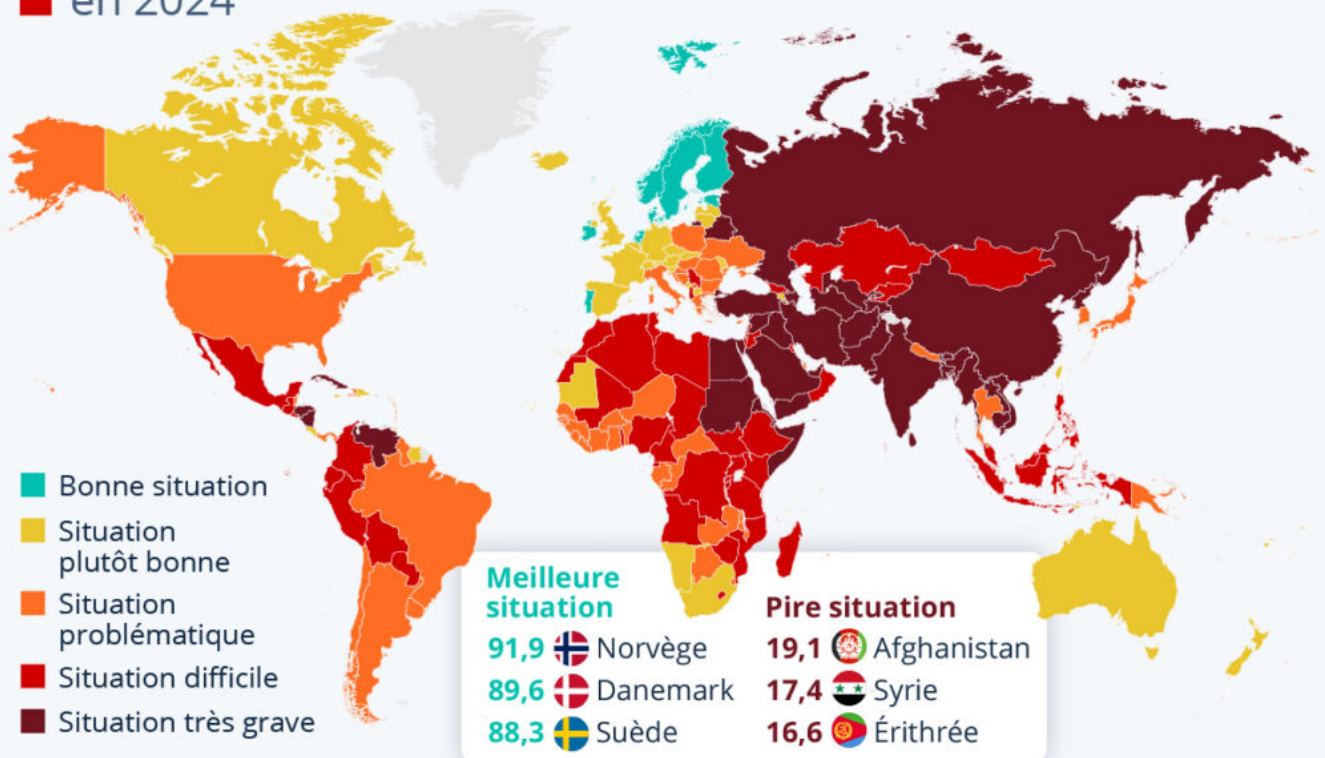 en 2024
Bonne situation
Situation
plutôt bonne
Situation
problématique
Situation difficile
Situation très grave
Meilleure
situation
91,9 Norvège
89,6 Danemark
88,3 Suède
Pire situation
19,1 Afghanistan
17,4 Syrie
16,6 Érithrée